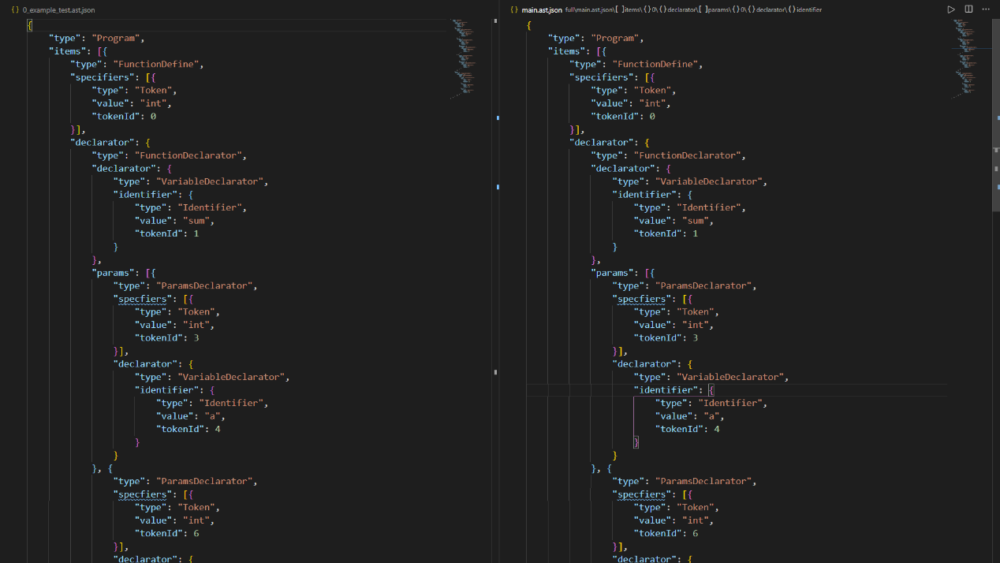 {} 0_example_test.ast.json
{
"type": "Program",
"items": [{
"type": "FunctionDefine",
"specifiers": [{
"type": "Token",
"value": "int",
"tokenId": 0
}],
"declarator": {
"type": "FunctionDeclarator",
"declarator": {
"type": "VariableDeclarator",
"identifier": {
"type": "Identifier",
"value": "sum",
"tokenId": 1
}
},
"params": [{
"type": "ParamsDeclarator",
"specfiers": [{
"type": "Token",
"value": "int",
"tokenId": 3
}],
"declarator": {
"type": "VariableDeclarator",
"identifier": {
"type": "Identifier",
"value": "a",
"tokenId": 4
}
}
}, {
"type": "ParamsDeclarator",
"specfiers": [{
"type": "Token",
"value": "int",
"tokenId": 6
}],
"declarator": {
{} main.ast.json full\main.ast.json\[ ]items\{}0\{}declarator\[ ]params\{}0\{}declarator\{}identifier
{
"type": "Program",
"items": [{
"type": "FunctionDefine",
"specifiers": [{
"type": "Token",
"value": "int",
"tokenId": 0
}],
"declarator": {
"type": "FunctionDeclarator",
"declarator": {
"type": "VariableDeclarator",
"identifier": {
"type": "Identifier",
"value": "sum",
"tokenId": 1
}
},
"params": [{
"type": "ParamsDeclarator",
"specfiers": [{
"type": "Token",
"value": "int",
"tokenId": 3
}],
"declarator": {
"type": "VariableDeclarator",
"identifier": {
"type": "Identifier",
"value": "a",
"tokenId": 4
}
}
}, {
"type": "ParamsDeclarator",
"specfiers": [{
"type": "Token",
"value": "int",
"tokenId": 6
}],
"declarator": {